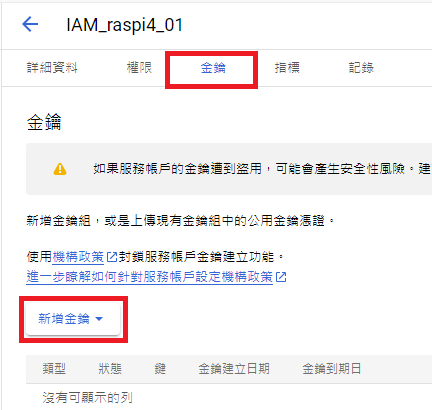 IAM_raspi4_01
詳細資料 權限 金鑰 指標 記錄
金鑰
如果服務帳戶的金鑰遭到盜用，可能會產生安全性風險。建
新增金鑰組，或是上傳現有金鑰組中的公用金鑰憑證。
使用機構政策封鎖服務帳戶金鑰建立功能。
進一步瞭解如何針對服務帳戶設定機構政策
新增金鑰
類型 狀態 鍵 金鑰建立日期 金鑰到期日
沒有可顯示的列